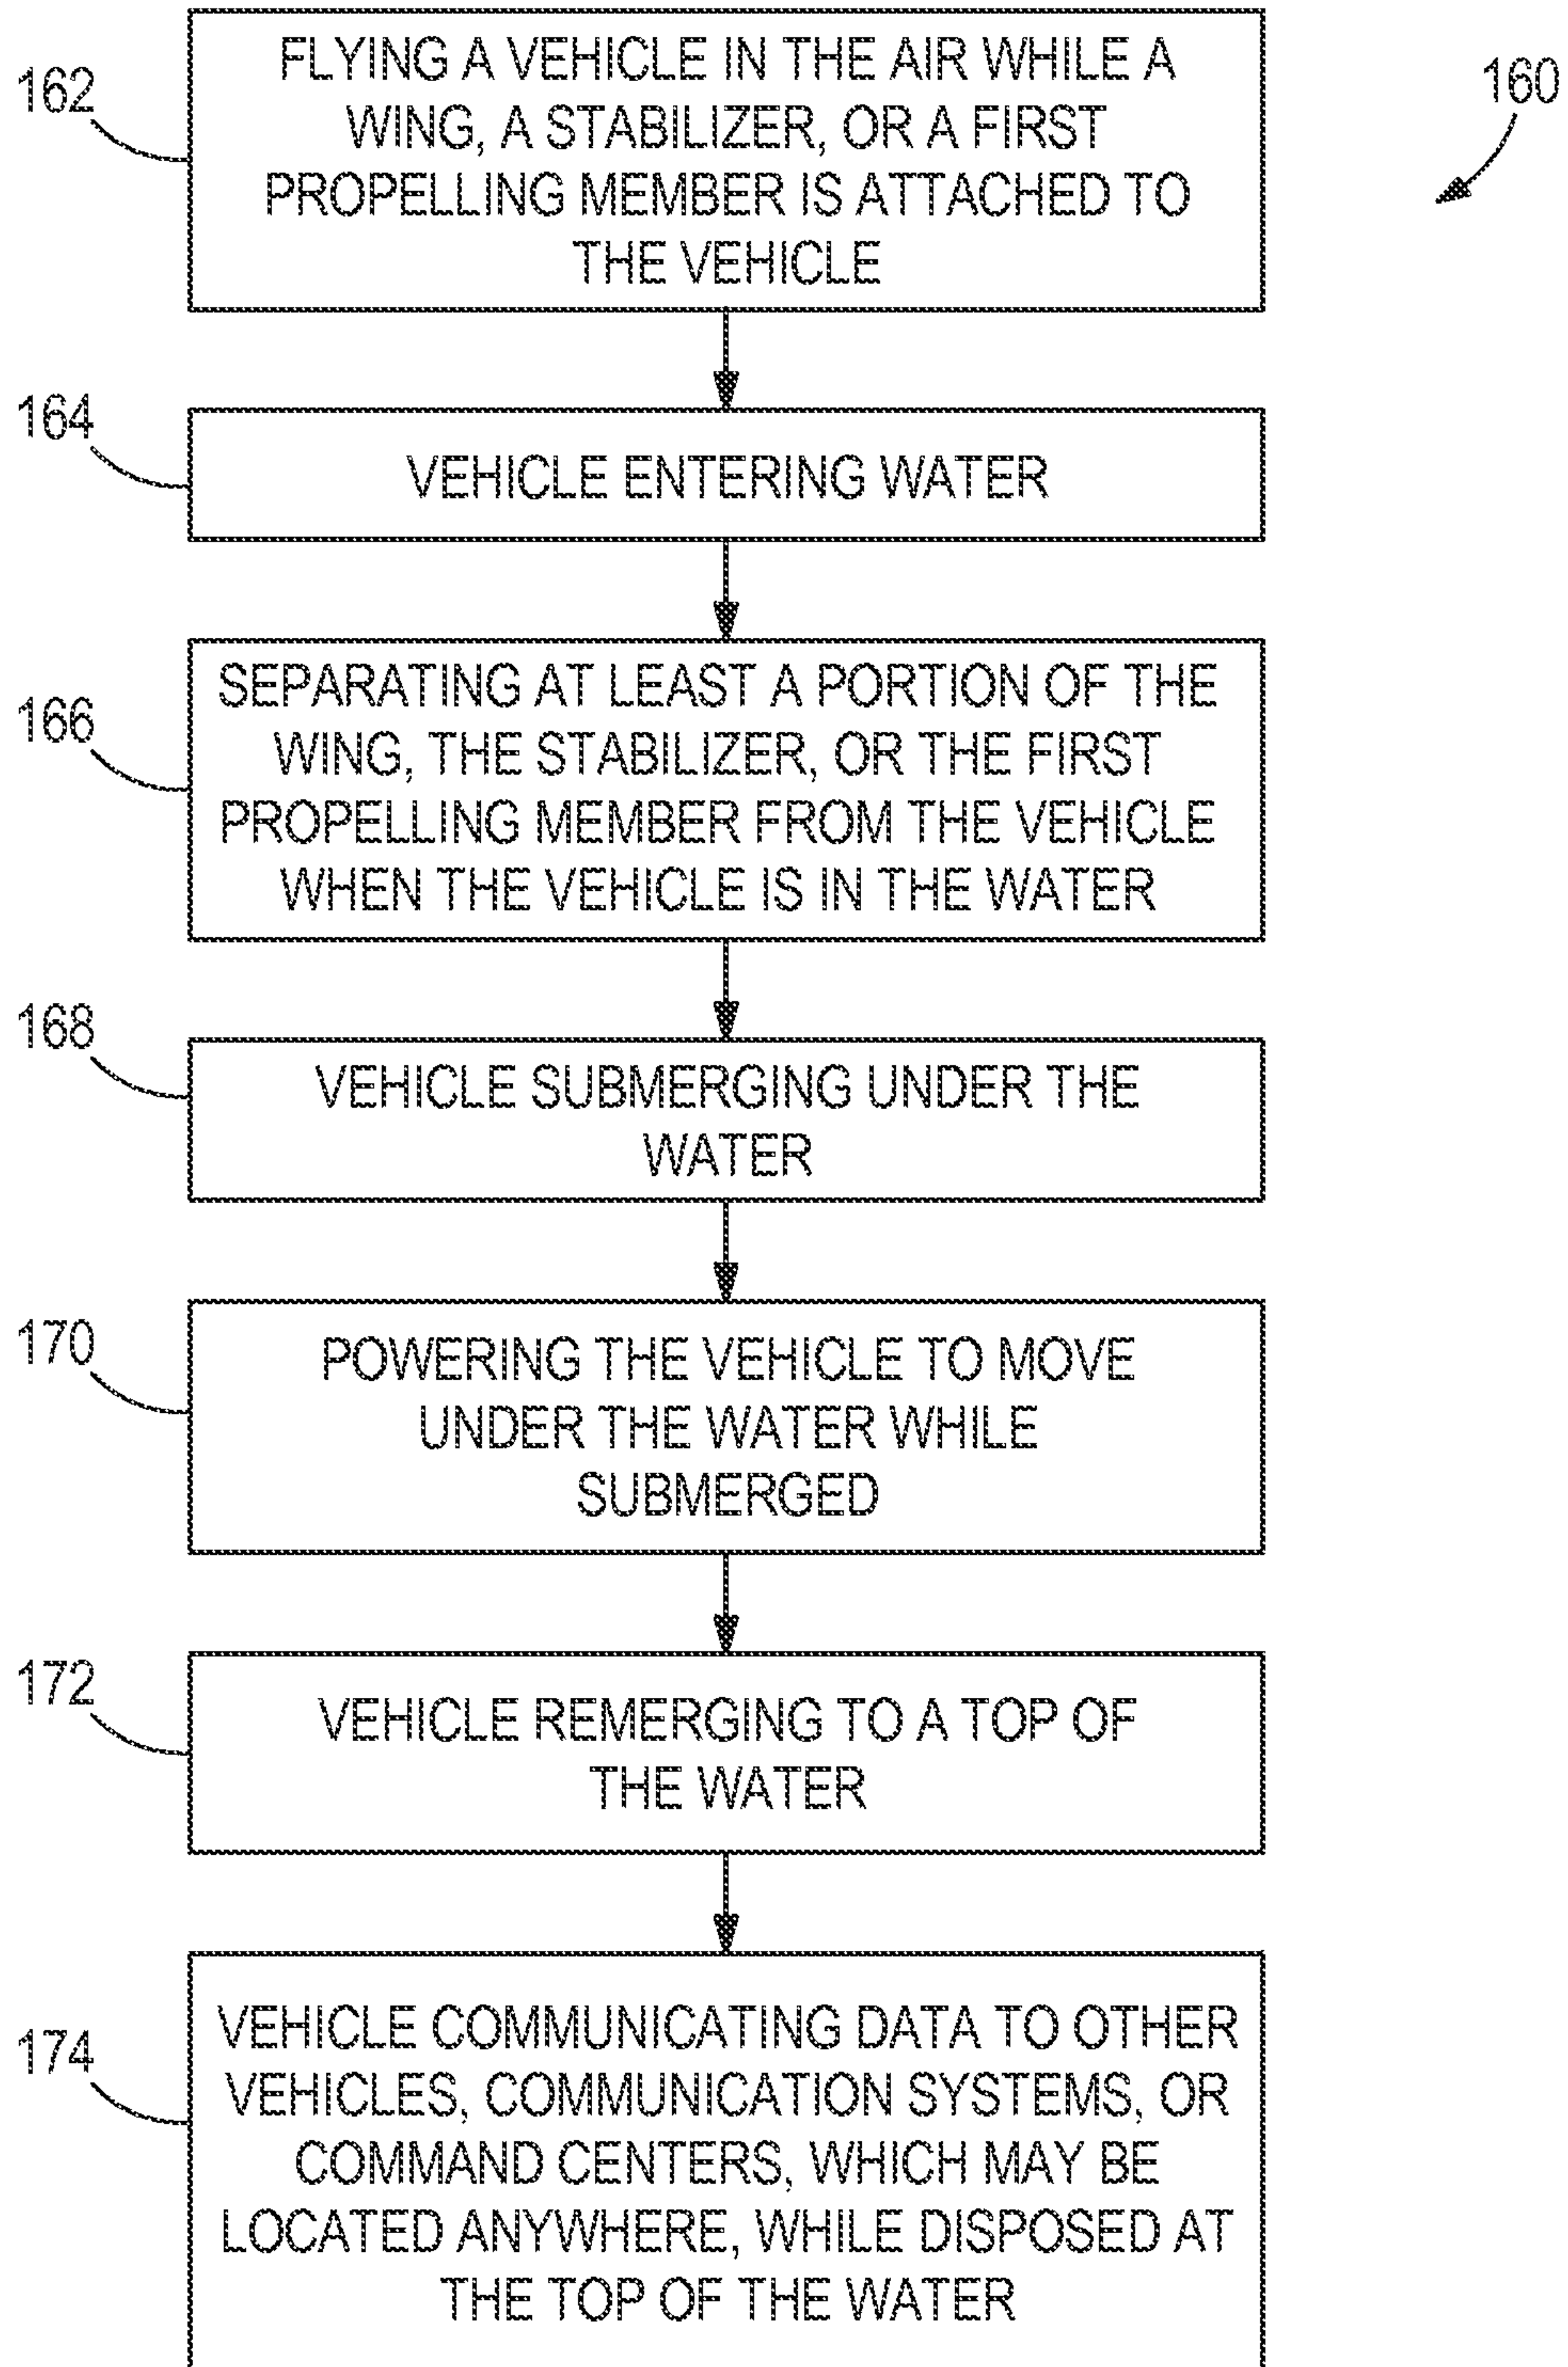 160
162
FLYING A VEHICLE IN THE AIR WHILE A
WING, A STABILIZER, OR A FIRST
PROPELLING MEMBER IS ATTACHED TO
THE VEHICLE
164
VEHICLE ENTERING WATER
166
SEPARATING AT LEAST A PORTION OF THE
WING, THE STABILIZER, OR THE FIRST
PROPELLING MEMBER FROM THE VEHICLE
WHEN THE VEHICLE IS IN THE WATER
168
VEHICLE SUBMERGING UNDER THE
WATER
170
POWERING THE VEHICLE TO MOVE
UNDER THE WATER WHILE
SUBMERGED
172
VEHICLE REMERGING TO A TOP OF
THE WATER
174
VEHICLE COMMUNICATING DATA TO OTHER
VEHICLES, COMMUNICATION SYSTEMS, OR
COMMAND CENTERS, WHICH MAY BE
LOCATED ANYWHERE, WHILE DISPOSED AT
THE TOP OF THE WATER